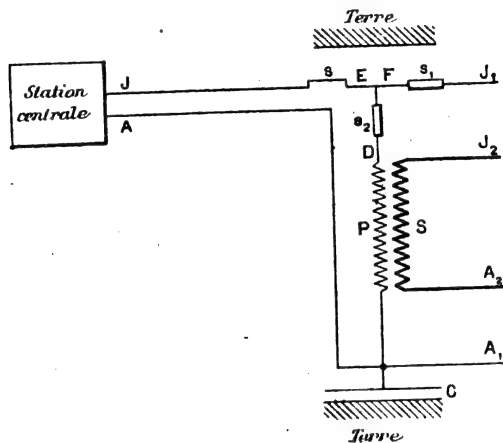 Terre
J
s
E
F
s₁
J₁
Station
centrale
A
s₂
J₂
D
P
S
A₂
A₁
C
Terre